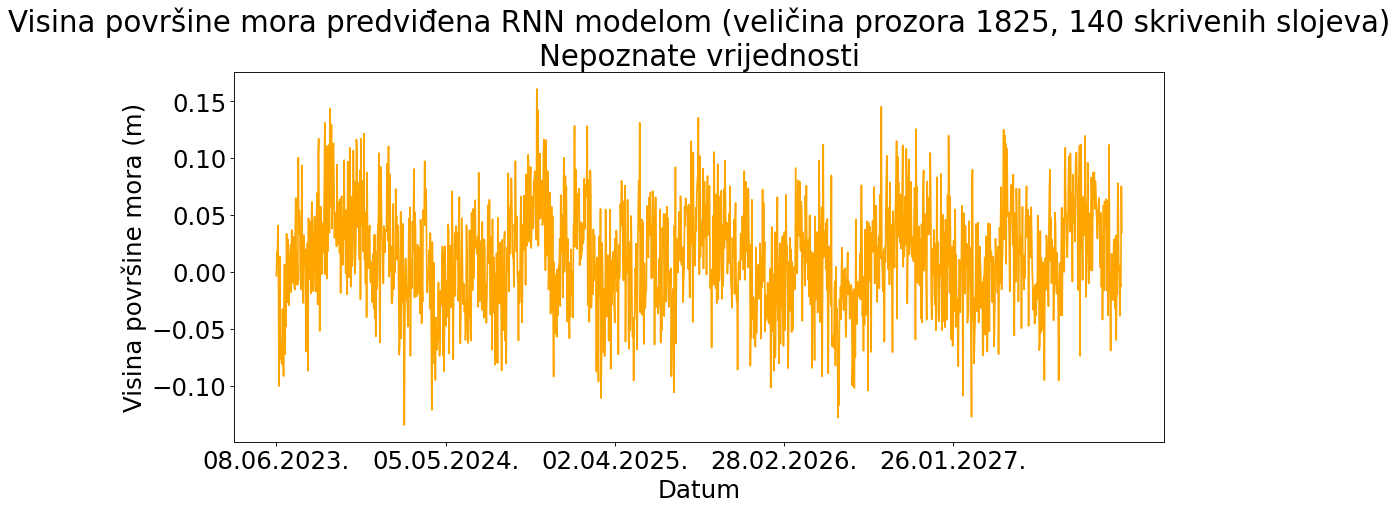 Visina površine mora predviđena RNN modelom (veličina prozora 1825, 140 skrivenih slojeva)
Nepoznate vrijednosti
Visina površine mora (m)
0.15
0.10
0.05
0.00
−0.05
−0.10
08.06.2023. 05.05.2024. 02.04.2025. 28.02.2026. 26.01.2027.
Datum